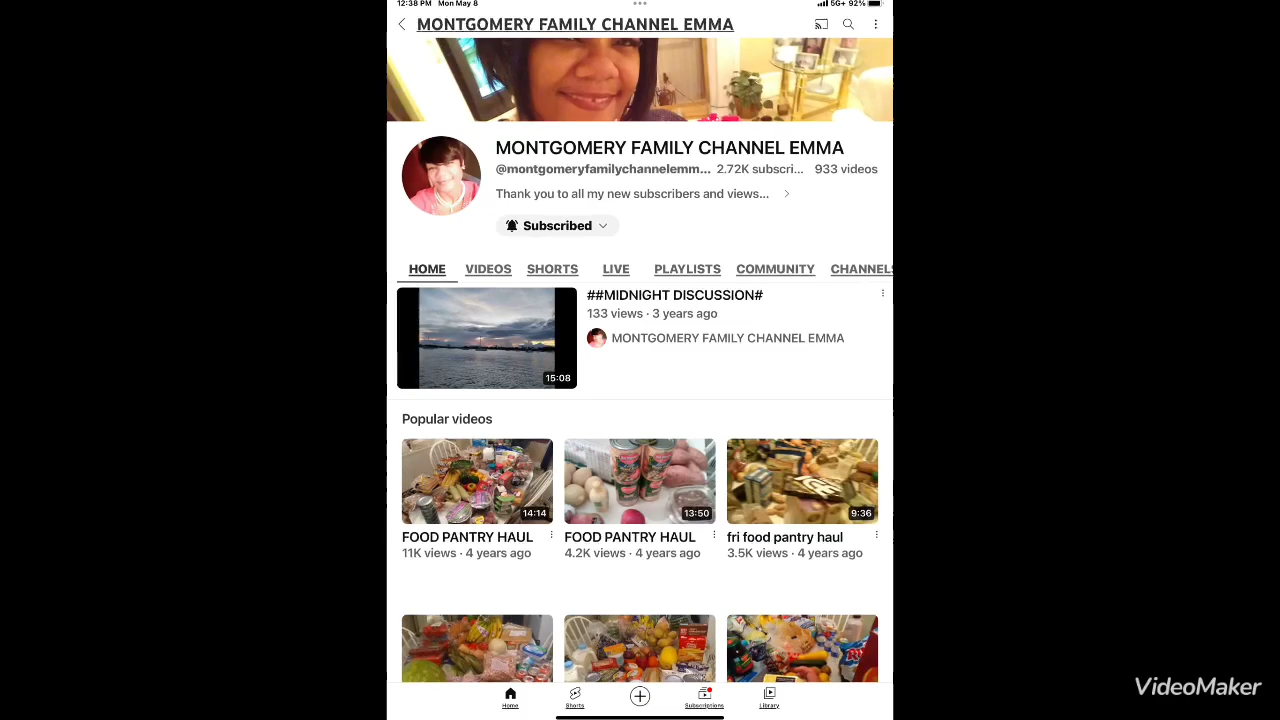 12:38 PM Mon May 8
5G+ 92%
MONTGOMERY FAMILY CHANNEL EMMA
MONTGOMERY FAMILY CHANNEL EMMA
@montgomeryfamilychannelemm... 2.72K subscri... 933 videos
Thank you to all my new subscribers and views...
Subscribed
HOME VIDEOS SHORTS LIVE PLAYLISTS COMMUNITY CHANNELS
##MIDNIGHT DISCUSSION#
133 views · 3 years ago
MONTGOMERY FAMILY CHANNEL EMMA
15:08
Popular videos
14:14 13:50 9:36
FOOD PANTRY HAUL FOOD PANTRY HAUL fri food pantry haul
11K views · 4 years ago 4.2K views · 4 years ago 3.5K views · 4 years ago
Home Shorts Subscriptions Library
VideoMaker